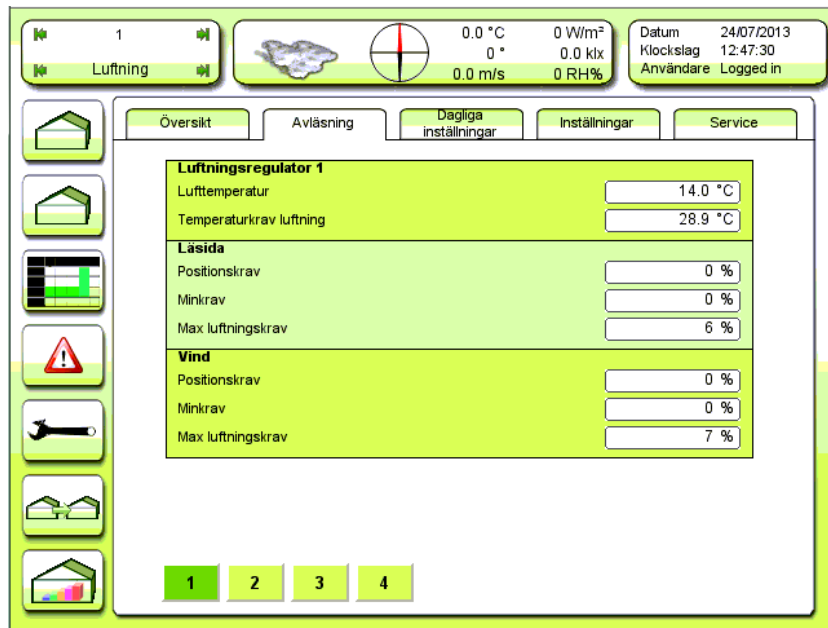 1
Luftning
0.0 °C 0 W/m²
0 ° 0.0 klx
0.0 m/s 0 RH%
Datum 24/07/2013
Klockslag 12:47:30
Användare Logged in
Översikt
Avläsning
Dagliga
inställningar
Inställningar
Service
Luftningsregulator 1
Lufttemperatur 14.0 °C
Temperaturkrav luftning 28.9 °C
Läsida
Positionskrav 0 %
Minkrav 0 %
Max luftningskrav 6 %
Vind
Positionskrav 0 %
Minkrav 0 %
Max luftningskrav 7 %
1 2 3 4